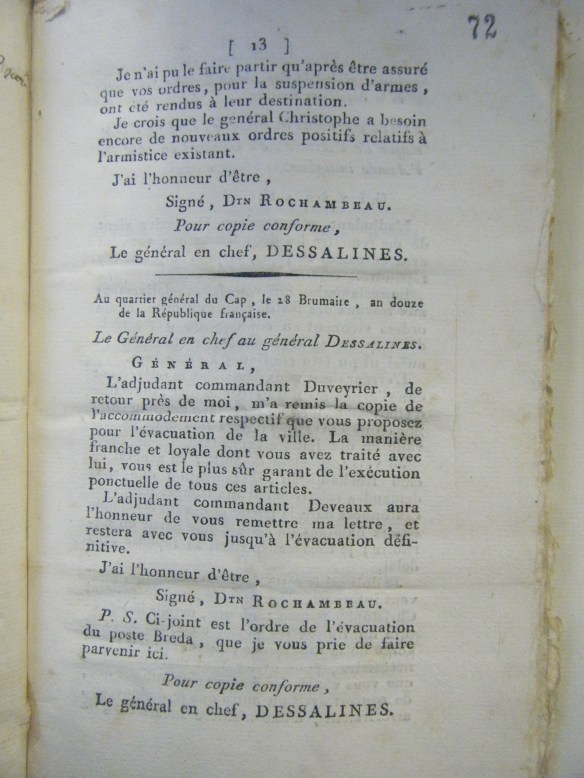 72
[ 13 ]
Je n'ai pu le faire partir qu'après être assuré
que vos ordres, pour la suspension d'armes,
ont été rendus à leur destination.
Je crois que le général Christophe a besoin
encore de nouveaux ordres positifs relatifs à
l'armistice existant.
J'ai l'honneur d'être,
Signé, DTN ROCHAMBEAU.
Pour copie conforme,
Le général en chef, DESSALINES.
Au quartier général du Cap, le 28 Brumaire, an douze
de la République française.
Le Général en chef au général DESSALINES.
GÉNÉRAL,
L'adjudant commandant Duveyrier, de
retour près de moi, m'a remis la copie de
l'accommodement respectif que vous proposez
pour l'évacuation de la ville. La manière
franche et loyale dont vous avez traité avec
lui, vous est le plus sûr garant de l'exécution
ponctuelle de tous ces articles.
L'adjudant commandant Deveaux aura
l'honneur de vous remettre ma lettre, et
restera avec vous jusqu'à l'évacuation défi-
nitive.
J'ai l'honneur d'être,
Signé, DTN ROCHAMBEAU.
P. S. Ci-joint est l'ordre de l'évacuation
du poste Bréda, que je vous prie de faire
parvenir ici.
Pour copie conforme,
Le général en chef, DESSALINES.